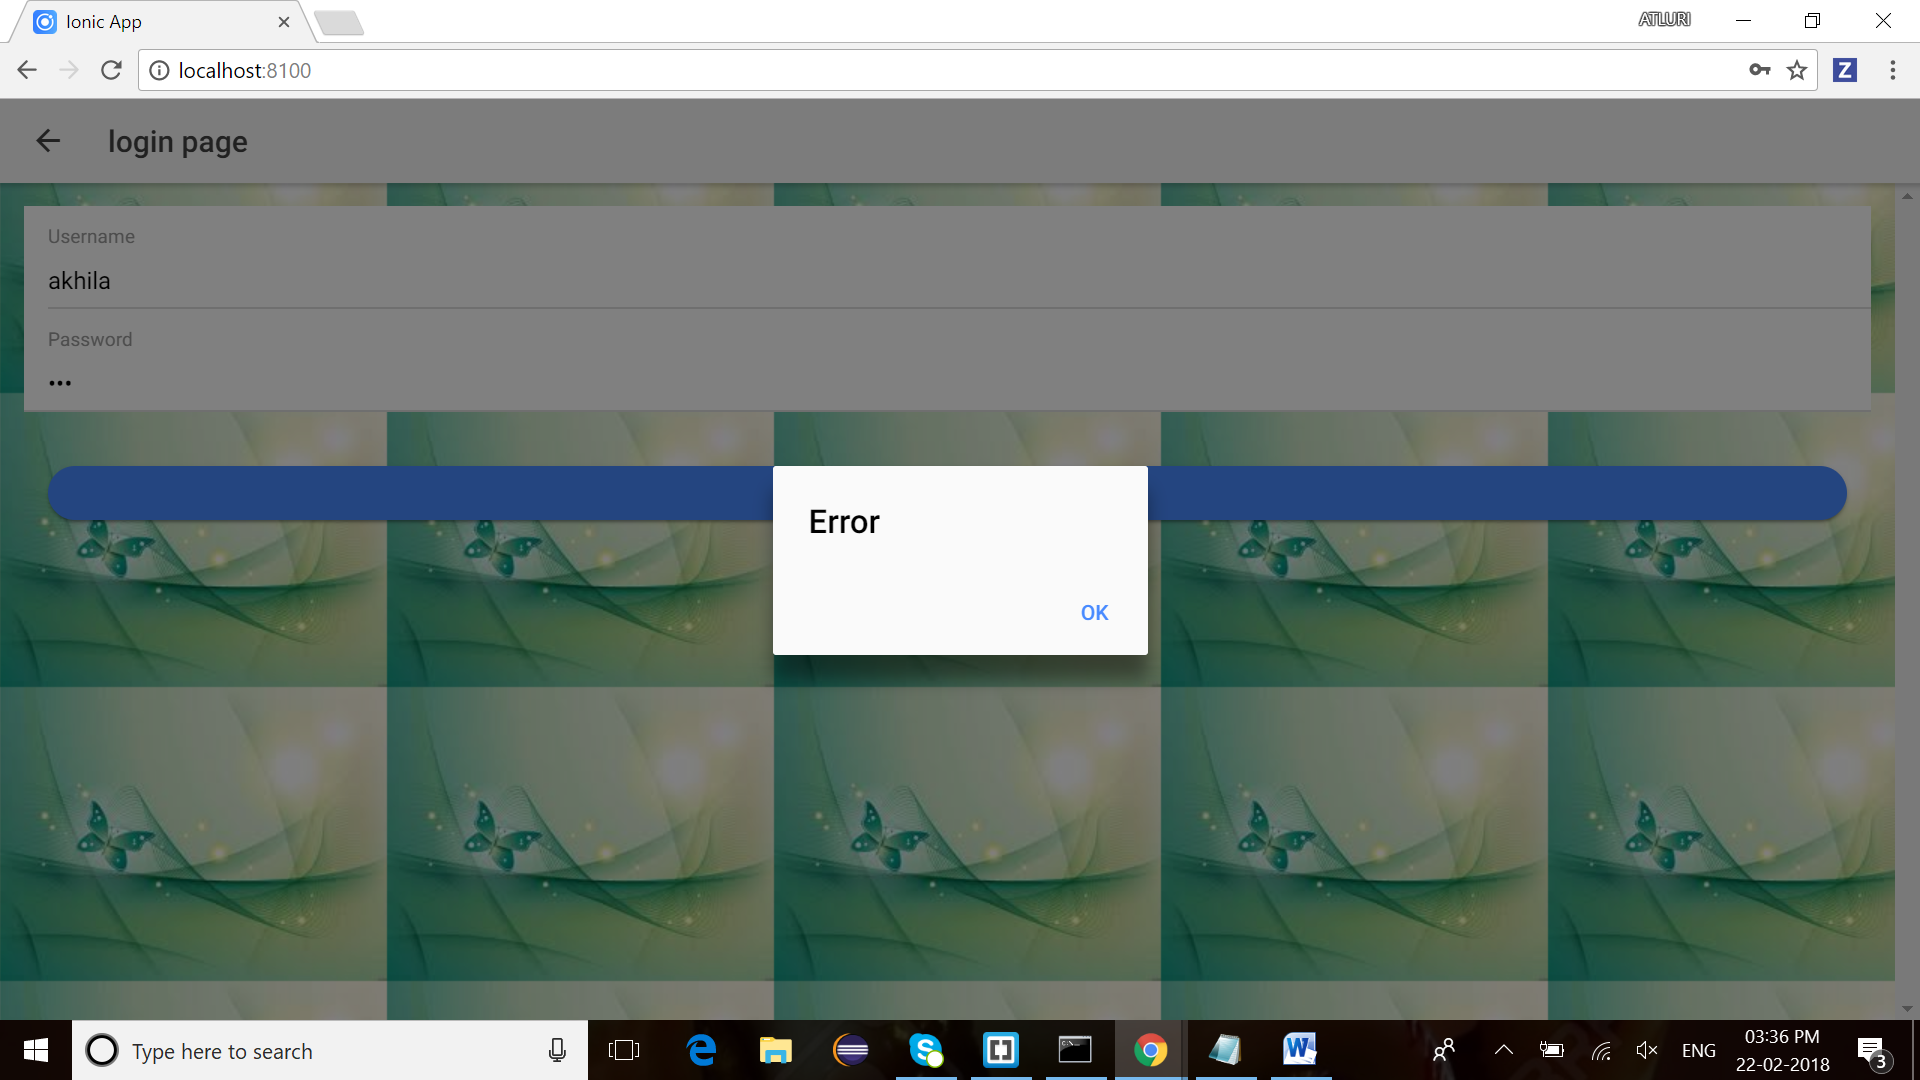 Ionic App
ATLURI
localhost:8100
Z
login page
Username
akhila
Password
•••
Error
OK
Type here to search
ENG
03:36 PM
22-02-2018
3